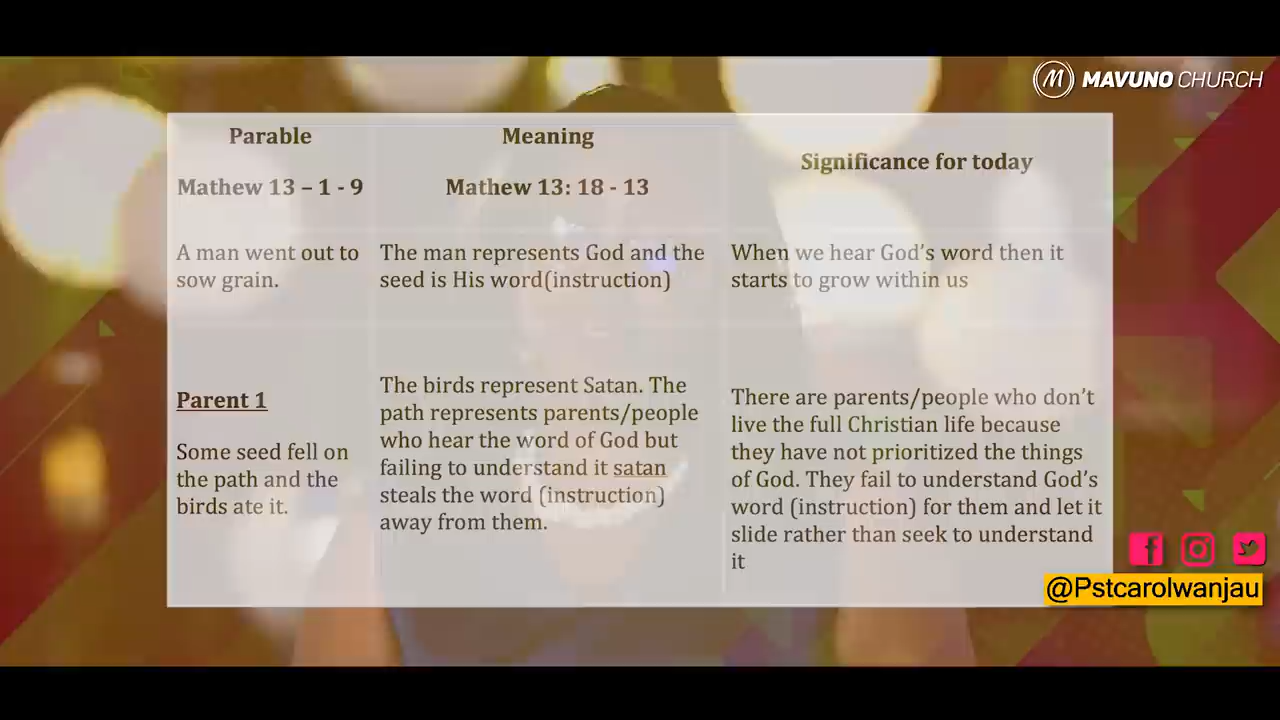 MAVUNO CHURCH
Parable
Mathew 13 – 1 - 9
Meaning
Mathew 13: 18 - 13
Significance for today
A man went out to
sow grain.
The man represents God and the
seed is His word(instruction)
When we hear God's word then it
starts to grow within us
Parent 1
Some seed fell on
the path and the
birds ate it.
The birds represent Satan. The
path represents parents/people
who hear the word of God but
failing to understand it satan
steals the word (instruction)
away from them.
There are parents/people who don't
live the full Christian life because
they have not prioritized the things
of God. They fail to understand God's
word (instruction) for them and let it
slide rather than seek to understand
it
@Pstcarolwanjau